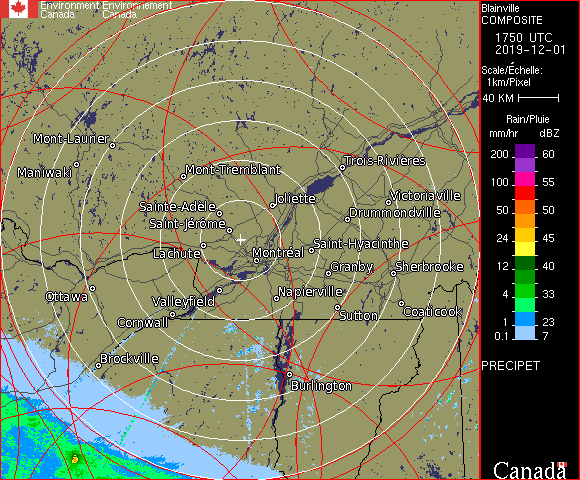 Environment Environnement
Canada Canada
Blainville
COMPOSITE
1750 UTC
2019-12-01
Scale/Échelle:
1km/Pixel
40 KM
Rain/Pluie
mm/hr dBZ
200 60
150 57
100 55
50 50
24 45
12 40
4 33
1 23
0.1 7
PRECIPET
Canada
Mont-Laurier
Maniwaki
Mont-Tremblant
Trois-Rivières
Joliette
Victoriaville
Sainte-Adèle
Drummondville
Saint-Jérôme
Saint-Hyacinthe
Lachute
Montréal
Granby
Sherbrooke
Ottawa
Valleyfield
Napierville
Sutton
Coaticook
Cornwall
Brockville
Burlington